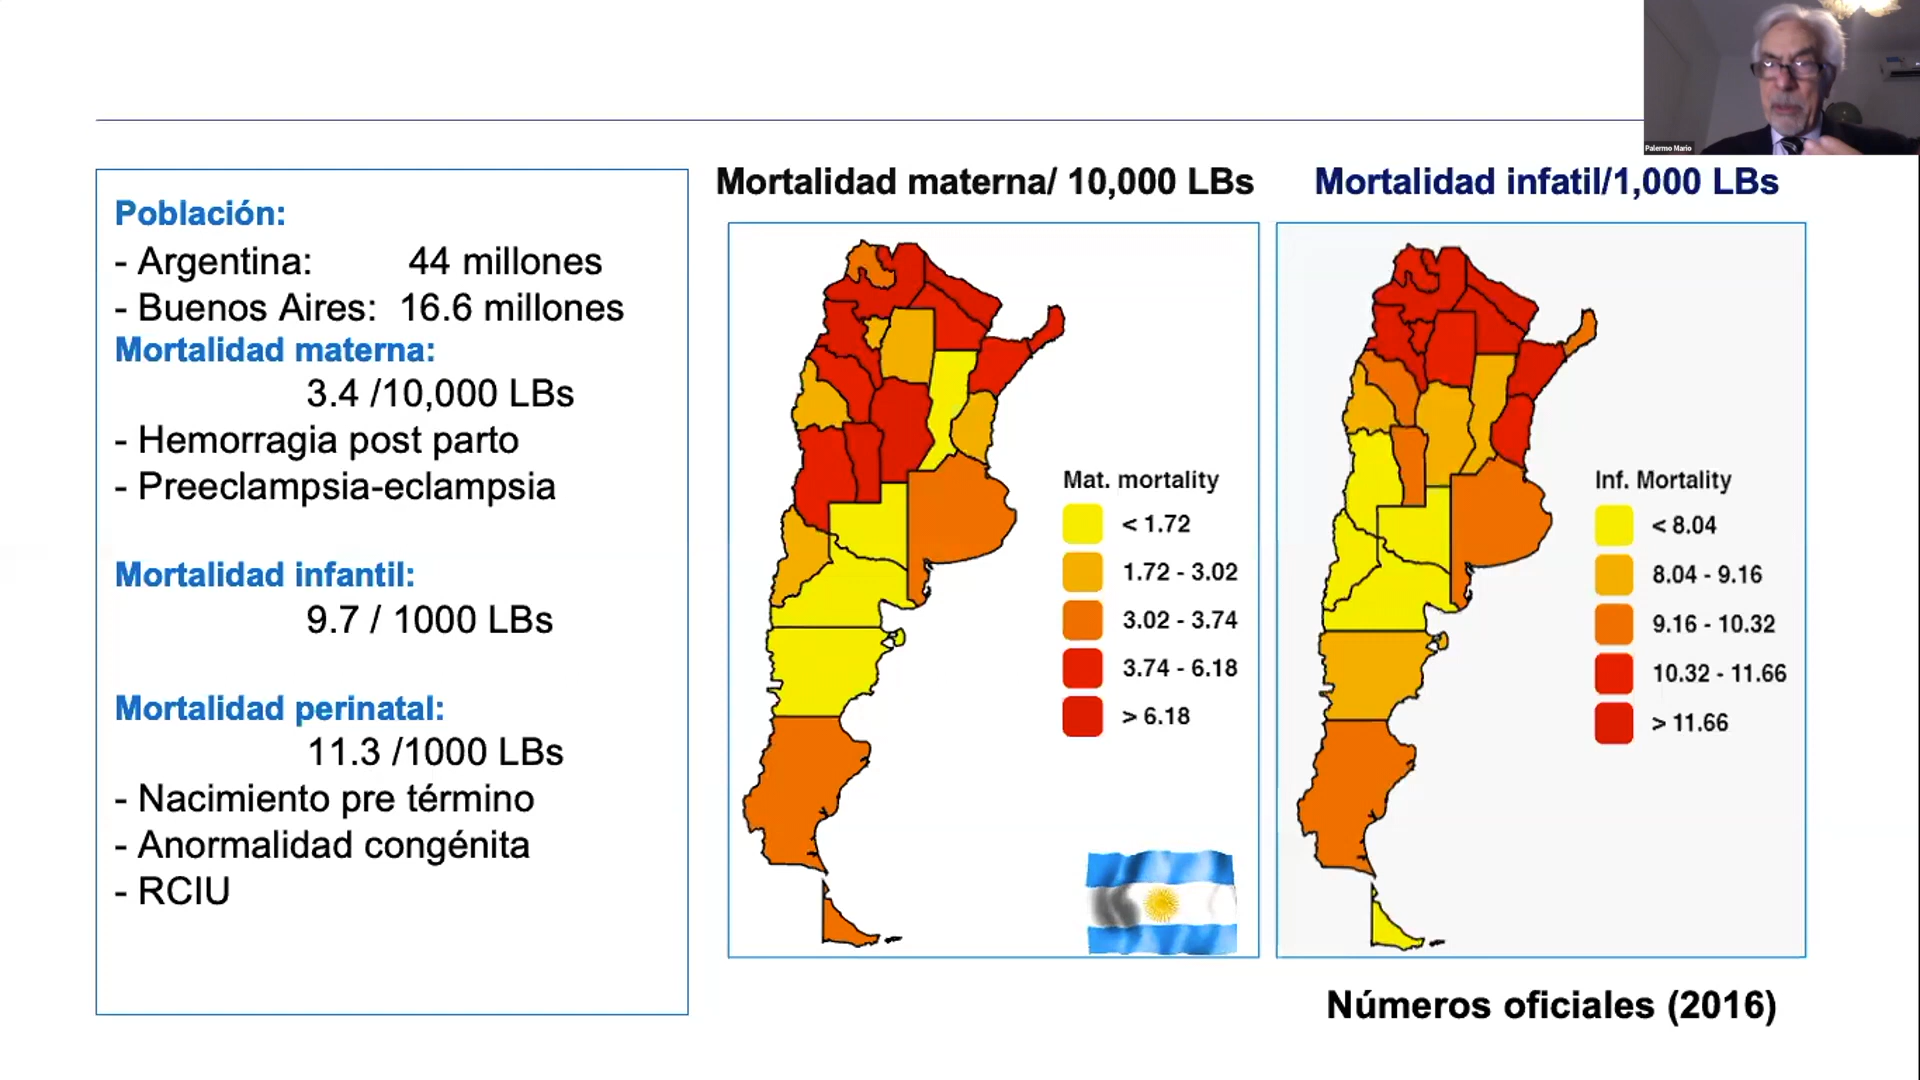 Palermo Mario
Mortalidad materna/ 10,000 LBs
Mortalidad infatil/1,000 LBs
Población:
- Argentina: 44 millones
- Buenos Aires: 16.6 millones
Mortalidad materna:
3.4 /10,000 LBs
- Hemorragia post parto
- Preeclampsia-eclampsia
Mortalidad infantil:
9.7 / 1000 LBs
Mortalidad perinatal:
11.3 /1000 LBs
- Nacimiento pre término
- Anormalidad congénita
- RCIU
Mat. mortality
< 1.72
1.72 - 3.02
3.02 - 3.74
3.74 - 6.18
> 6.18
Inf. Mortality
< 8.04
8.04 - 9.16
9.16 - 10.32
10.32 - 11.66
> 11.66
Números oficiales (2016)